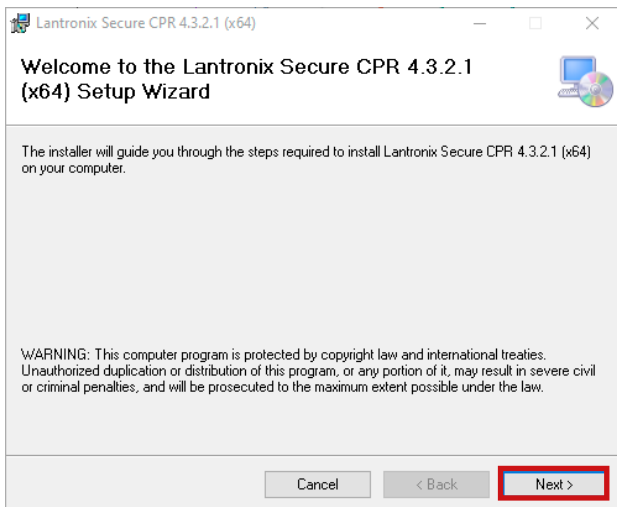 Lantronix Secure CPR 4.3.2.1 (x64)
Welcome to the Lantronix Secure CPR 4.3.2.1
(x64) Setup Wizard
The installer will guide you through the steps required to install Lantronix Secure CPR 4.3.2.1 (x64)
on your computer.
WARNING: This computer program is protected by copyright law and international treaties.
Unauthorized duplication or distribution of this program, or any portion of it, may result in severe civil
or criminal penalties, and will be prosecuted to the maximum extent possible under the law.
Cancel < Back Next >